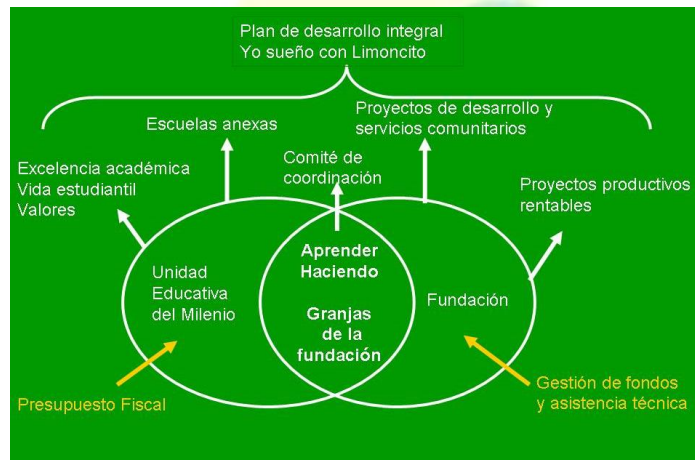 Plan de desarrollo integral
Yo sueño con Limoncito
Escuelas anexas
Proyectos de desarrollo y
servicios comunitarios
Comité de
coordinación
Excelencia académica
Vida estudiantil
Valores
Proyectos productivos
rentables
Aprender
Haciendo
Unidad
Educativa
del Milenio
Granjas
de la
fundación
Fundación
Presupuesto Fiscal
Gestión de fondos
y asistencia técnica